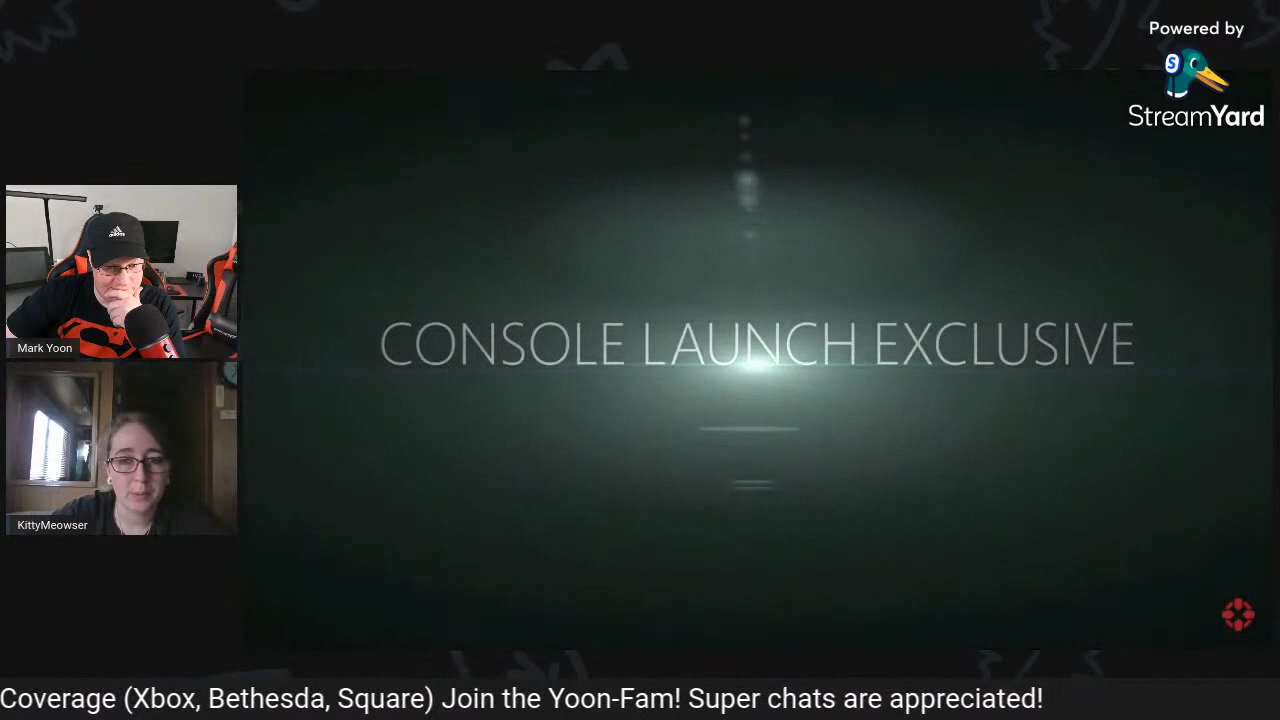 Powered by
StreamYard
CONSOLE LAUNCH EXCLUSIVE
adidas
Mark Yoon
KittyMeowser
Coverage (Xbox, Bethesda, Square) Join the Yoon-Fam! Super chats are appreciated!